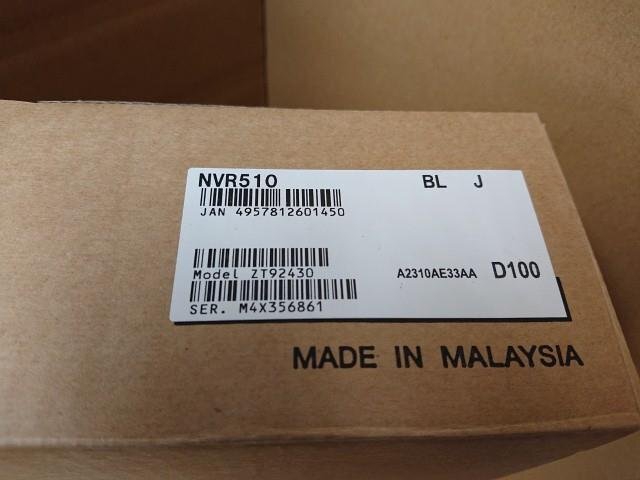 NVR510 BL J
JAN 4957812601450
Model ZT92430 A2310AE33AA D100
SER. M4X356861
MADE IN MALAYSIA